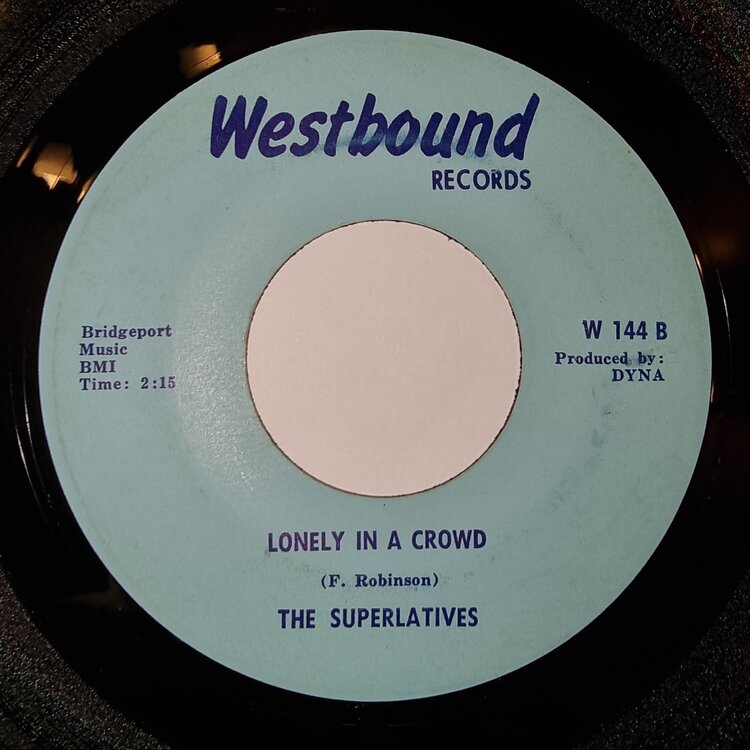 Westbound
RECORDS
Bridgeport
Music
BMI
Time: 2:15
W 144 B
Produced by:
DYNA
LONELY IN A CROWD
(F. Robinson)
THE SUPERLATIVES